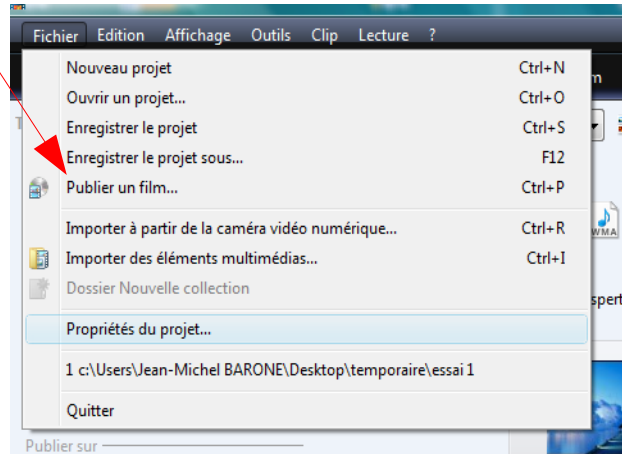 Fichier Edition Affichage Outils Clip Lecture ?
Nouveau projet Ctrl+N
Ouvrir un projet... Ctrl+O
Enregistrer le projet Ctrl+S
Enregistrer le projet sous... F12
Publier un film... Ctrl+P
Importer à partir de la caméra vidéo numérique... Ctrl+R
WMA
Importer des éléments multimédias... Ctrl+I
Dossier Nouvelle collection
Propriétés du projet...
1 c:\Users\Jean-Michel BARONE\Desktop\temporaire\essai 1
Quitter
Publier sur